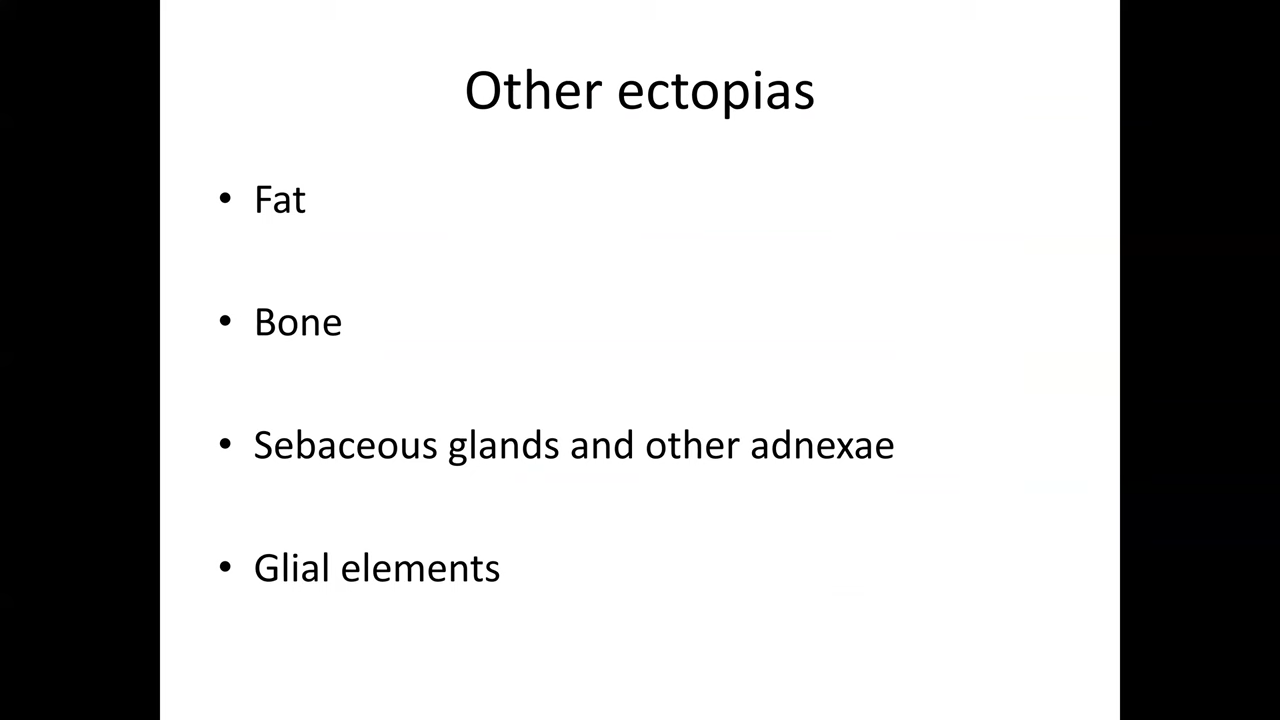 Other ectopias
• Fat
• Bone
• Sebaceous glands and other adnexae
• Glial elements